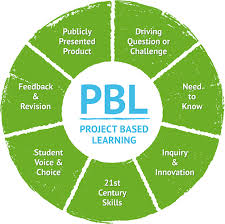 Publicly
Presented
Product
Driving
Question or
Challenge
Need
to
Know
Inquiry
&
Innovation
21st
Century
Skills
Student
Voice &
Choice
Feedback
& Revision
PBL
PROJECT BASED
LEARNING